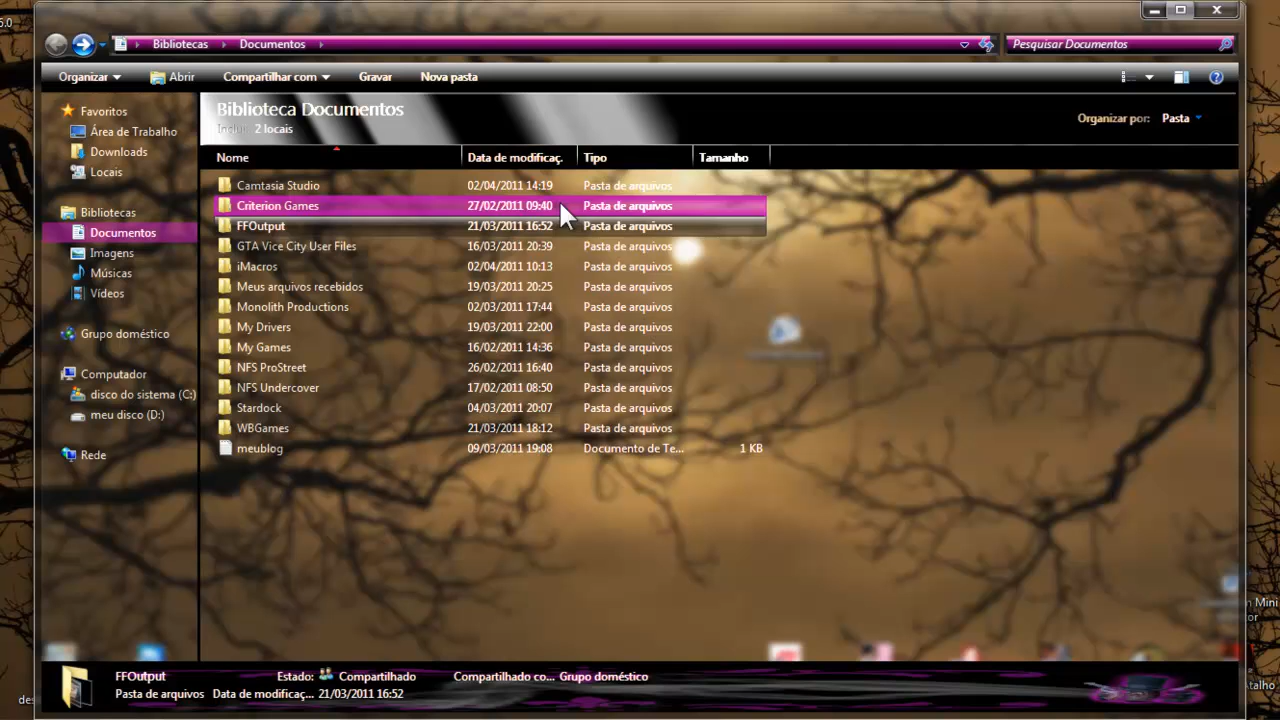 5.0
Bibliotecas Documentos
Pesquisar Documentos
Organizar Abrir Compartilhar com Gravar Nova pasta
Favoritos
Área de Trabalho
Downloads
Locais
Bibliotecas
Documentos
Imagens
Músicas
Vídeos
Grupo doméstico
Computador
disco do sistema (C:)
meu disco (D:)
Rede
Biblioteca Documentos
Inclui: 2 locais
Organizar por: Pasta
Nome Data de modificaç. Tipo Tamanho
Camtasia Studio 02/04/2011 14:19 Pasta de arquivos
Criterion Games 27/02/2011 09:40 Pasta de arquivos
FFOutput 21/03/2011 16:52 Pasta de arquivos
GTA Vice City User Files 16/03/2011 20:39 Pasta de arquivos
iMacros 02/04/2011 10:13 Pasta de arquivos
Meus arquivos recebidos 19/03/2011 20:25 Pasta de arquivos
Monolith Productions 02/03/2011 17:44 Pasta de arquivos
My Drivers 19/03/2011 22:00 Pasta de arquivos
My Games 16/02/2011 14:36 Pasta de arquivos
NFS ProStreet 26/02/2011 16:40 Pasta de arquivos
NFS Undercover 17/02/2011 08:50 Pasta de arquivos
Stardock 04/03/2011 20:07 Pasta de arquivos
WBGames 21/03/2011 18:12 Pasta de arquivos
meublog 09/03/2011 19:08 Documento de Te... 1 KB
Mini
tor
FFOutput Estado: Compartilhado Compartilhado co... Grupo doméstico
Pasta de arquivos Data de modificaç... 21/03/2011 16:52
des
Atalho